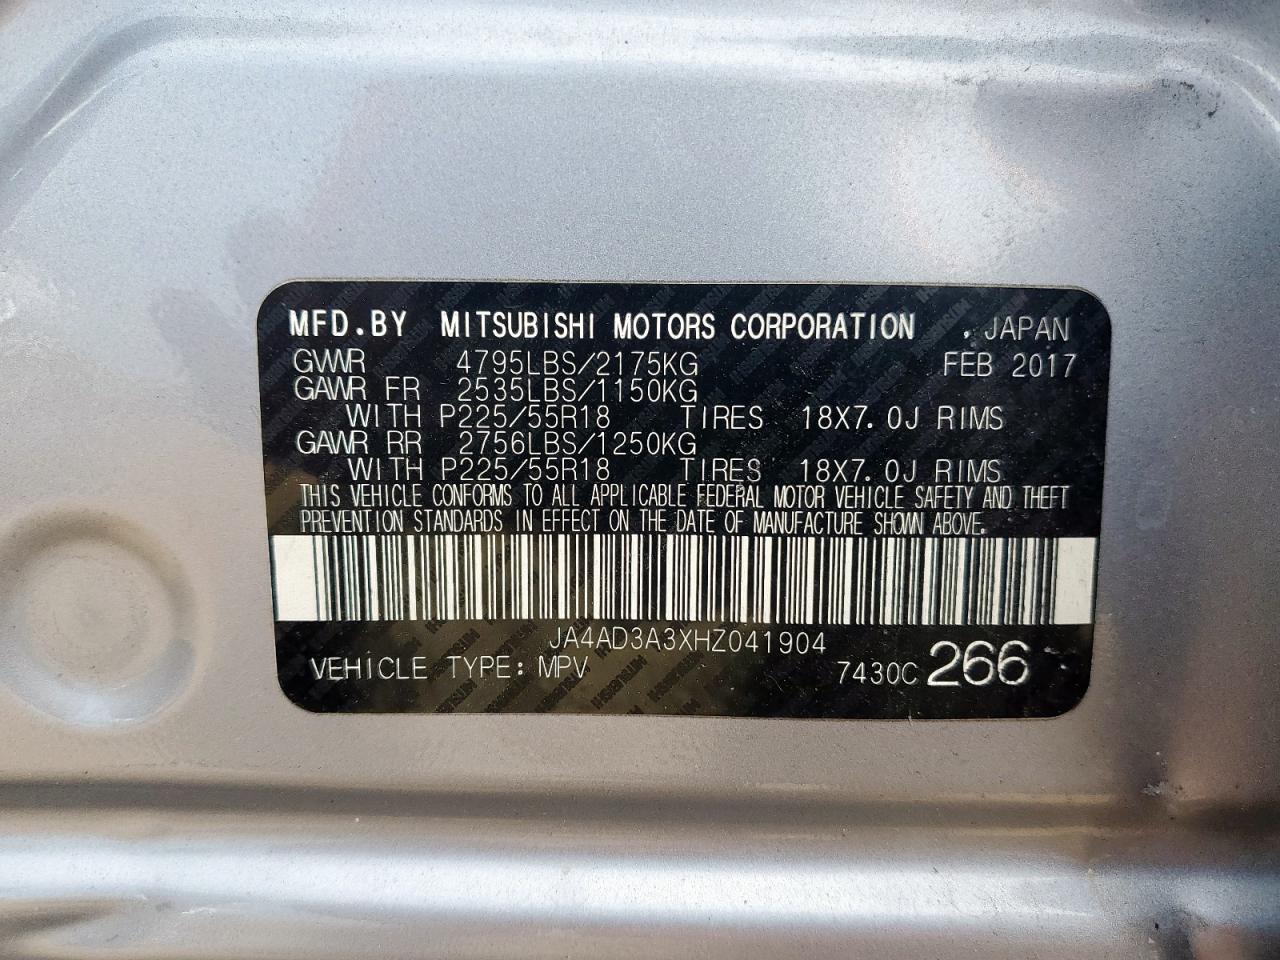 MFD.BY MITSUBISHI MOTORS CORPORATION , JAPAN
GVWR 4795LBS/2175KG FEB 2017
GAWR FR 2535LBS/1150KG
WITH P225/55R18 TIRES 18X7.0J RIMS
GAWR RR 2756LBS/1250KG
WITH P225/55R18 TIRES 18X7.0J RIMS
THIS VEHICLE CONFORMS TO ALL APPLICABLE FEDERAL MOTOR VEHICLE SAFETY AND THEFT
PREVENTION STANDARDS IN EFFECT ON THE DATE OF MANUFACTURE SHOWN ABOVE.
JA4AD3A3XHZ041904
VEHICLE TYPE: MPV 7430C 266